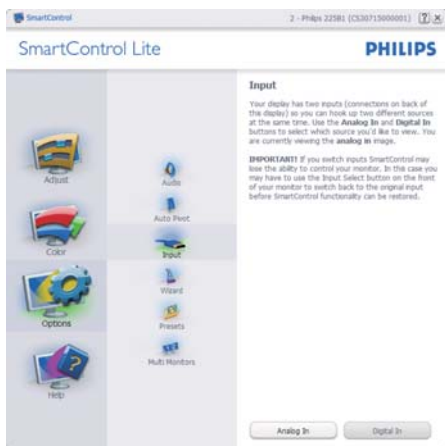 SmartControl
2 - Philips 225B1 (CS30715000001)
SmartControl Lite
PHILIPS
Adjust
Color
Options
Help
Audio
Auto Pivot
Input
Wizard
Presets
Multi Monitors
Input
Your display has two inputs (connections on back of
the display) so you can hook up two different sources
at the same time. Use the Analog In and Digital In
buttons to select which source you'd like to view. You
are currently viewing the analog in image.
IMPORTANT! If you switch inputs SmartControl may
lose the ability to control your monitor. In this case you
may have to use the Input Select button on the front
of your monitor to switch back to the original input
before SmartControl functionality can be restored.
Analog In
Digital In